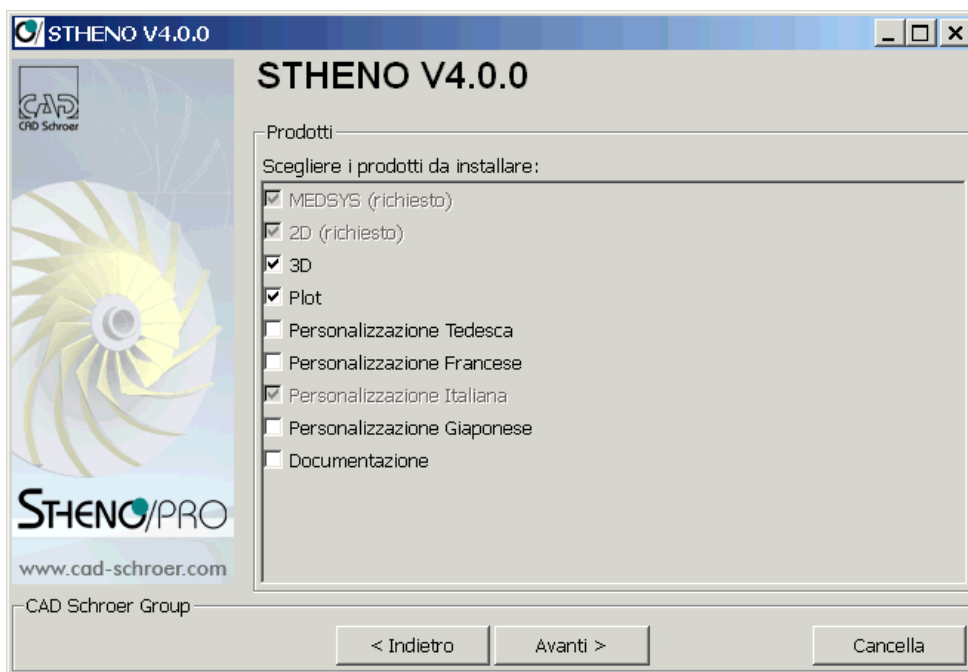 STHENO V4.0.0
CAD
CAD Schroer
STHENO V4.0.0
Prodotti
Scegliere i prodotti da installare:
MEDSYS (richiesto)
2D (richiesto)
3D
Plot
Personalizzazione Tedesca
Personalizzazione Francese
Personalizzazione Italiana
Personalizzazione Giaponese
Documentazione
STHENO/PRO
www.cad-schroer.com
CAD Schroer Group
< Indietro
Avanti >
Cancella